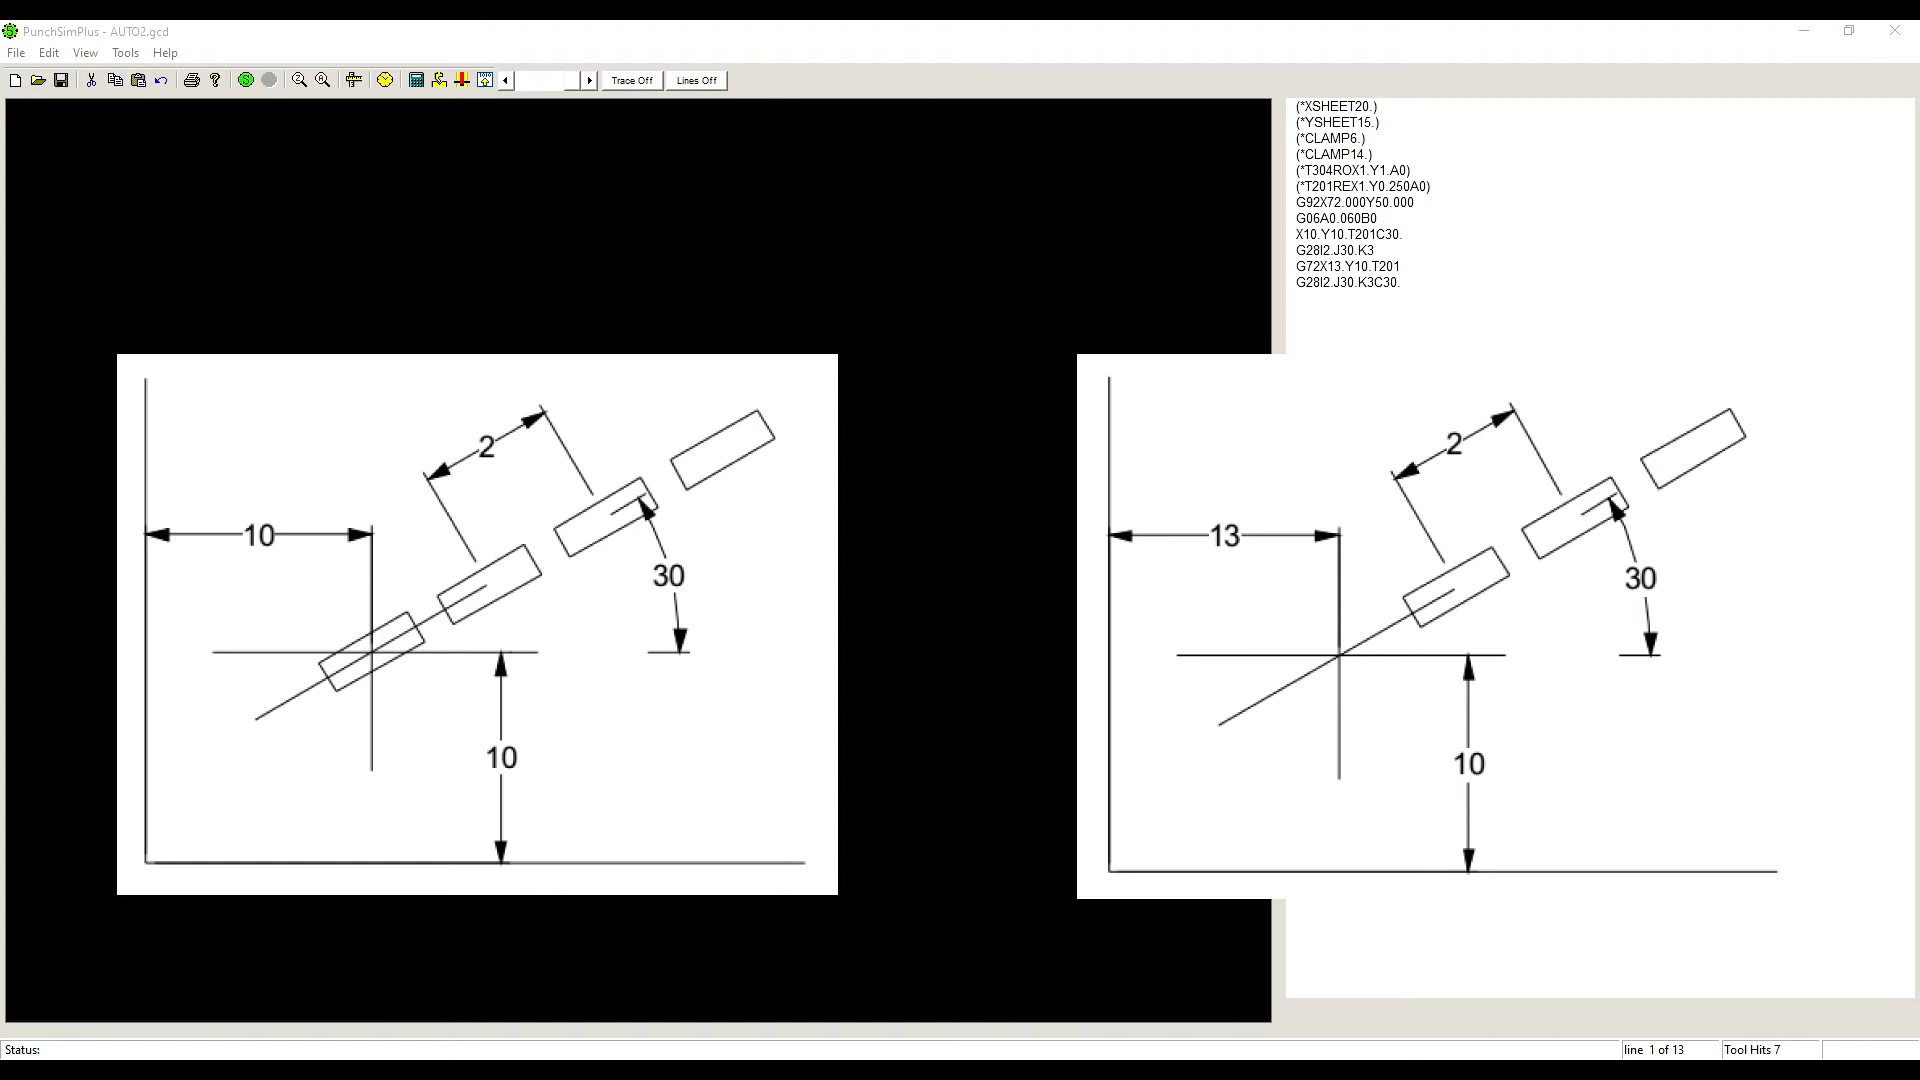 PunchSimPlus - AUTO2.gcd
File Edit View Tools Help
Trace Off Lines Off
(*XSHEET20.)
(*YSHEET15.)
(*CLAMP6.)
(*CLAMP14.)
(*T304ROX1.Y1.A0)
(*T201REX1.Y0.250A0)
G92X72.000Y50.000
G06A0.060B0
X10.Y10.T201C30.
G28I2.J30.K3
G72X13.Y10.T201
G28I2.J30.K3C30.
2
10
30
10
2
13
30
10
Status:
line 1 of 13
Tool Hits 7